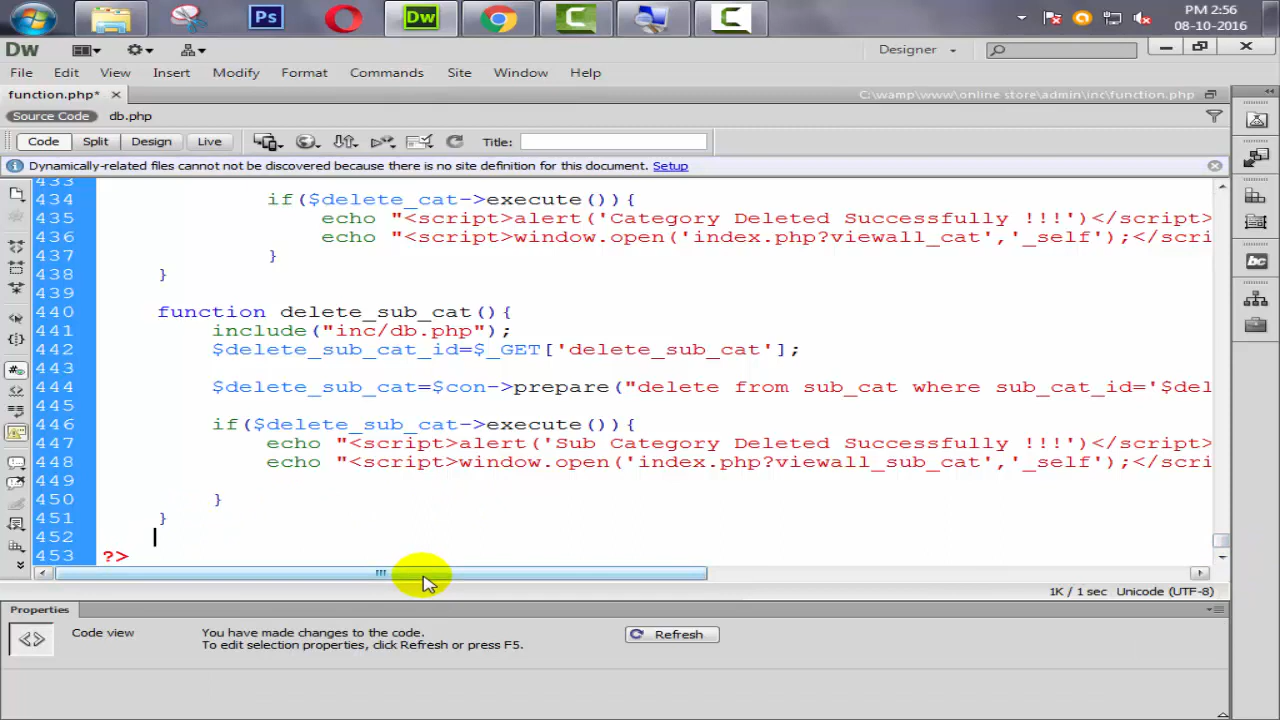 PM 2:56
Ps
Dw
08-10-2016
Dw
Designer
File Edit View Insert Modify Format Commands Site Window Help
function.php* C:\wamp\www\online store\admin\inc\function.php
Source Code db.php
Code Split Design Live Title:
Dynamically-related files cannot not be discovered because there is no site definition for this document. Setup
433
434 if($delete_cat->execute()){
435 echo "<script>alert('Category Deleted Successfully !!!')</script>
436 echo "<script>window.open('index.php?viewall_cat','_self');</scri
437 }
438 }
439
440 function delete_sub_cat(){
441 include("inc/db.php");
442 $delete_sub_cat_id=$_GET['delete_sub_cat'];
443
444 $delete_sub_cat=$con->prepare("delete from sub_cat where sub_cat_id='$del
445
446 if($delete_sub_cat->execute()){
447 echo "<script>alert('Sub Category Deleted Successfully !!!')</script>
448 echo "<script>window.open('index.php?viewall_sub_cat','_self');</scri
449
450 }
451 }
452
453 ?>
1K / 1 sec Unicode (UTF-8)
Properties
Code view You have made changes to the code. Refresh
To edit selection properties, click Refresh or press F5.
bc